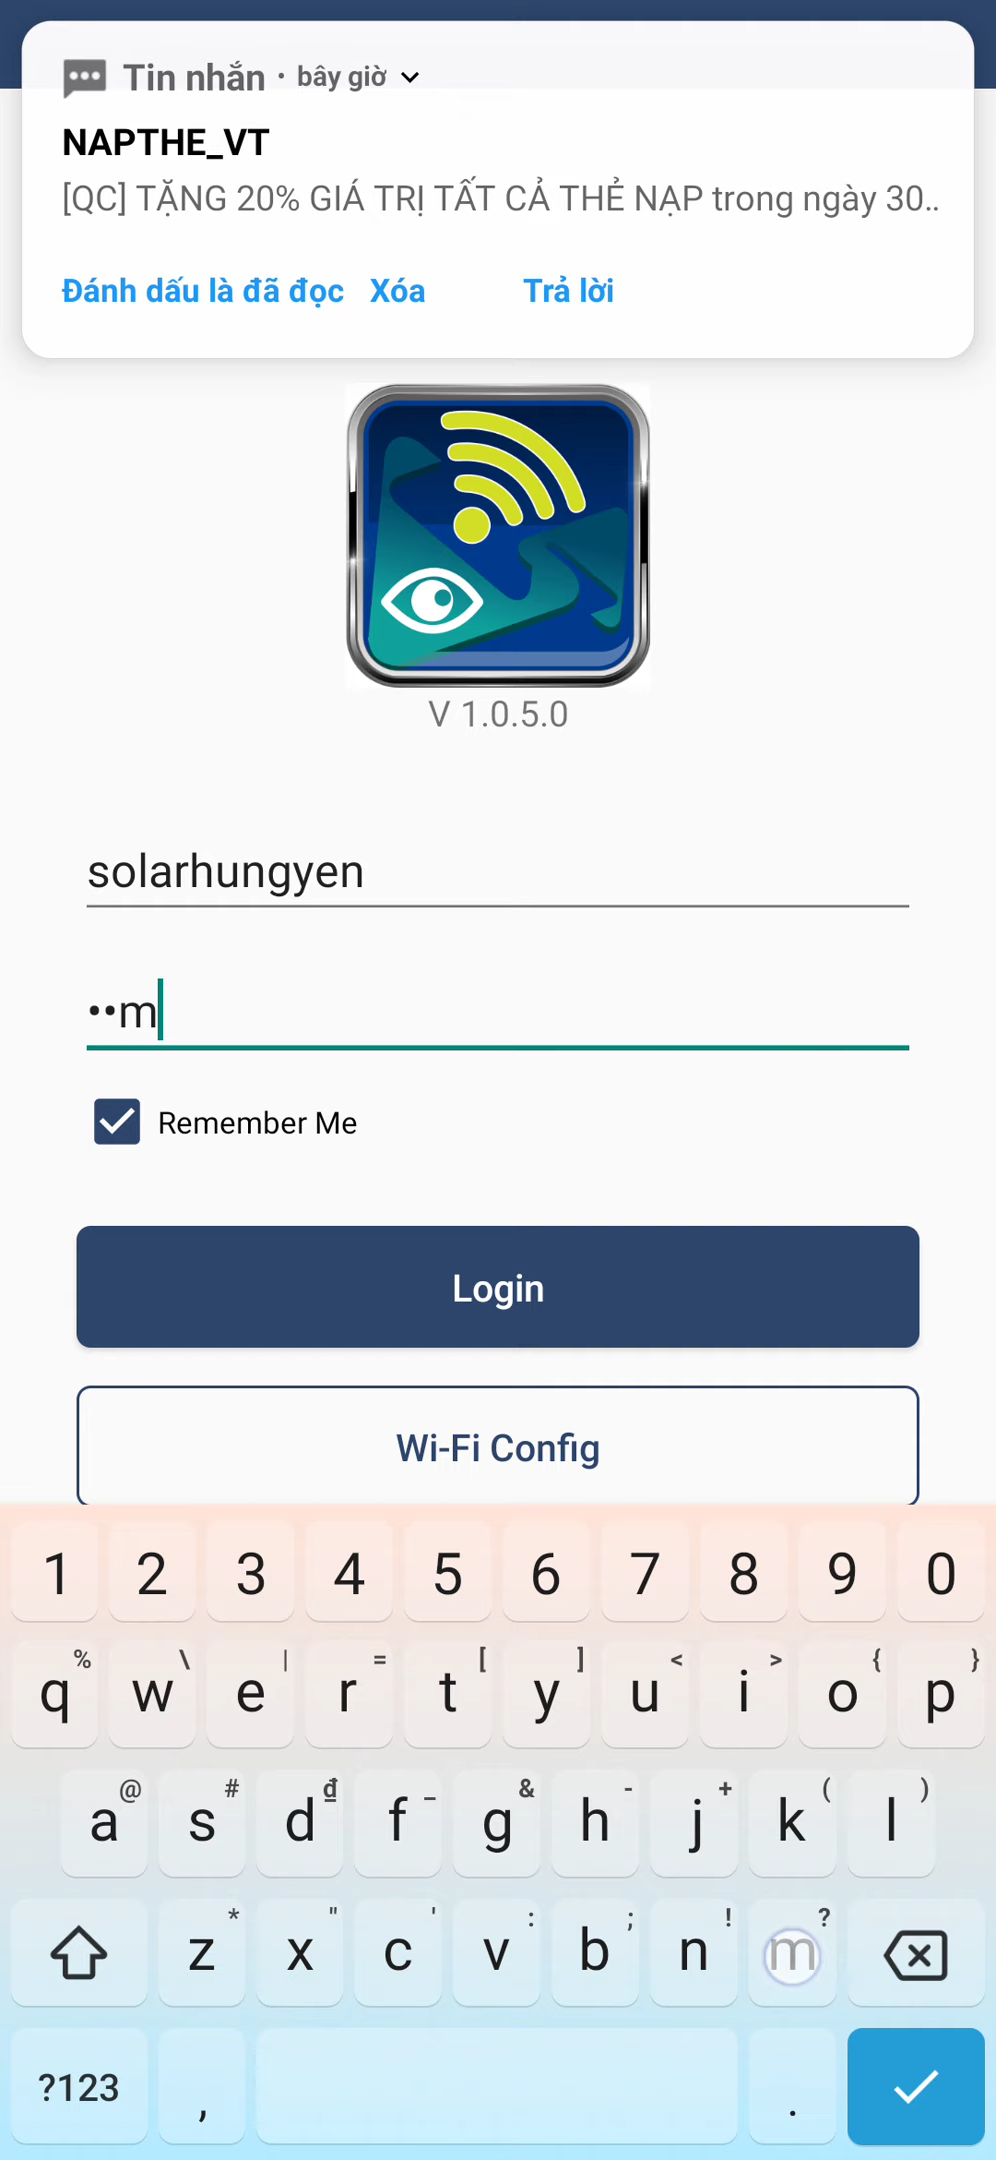 Tin nhắn · bây giờ
NAPTHE_VT
[QC] TẶNG 20% GIÁ TRỊ TẤT CẢ THẺ NẠP trong ngày 30..
Đánh dấu là đã đọc Xóa Trả lời
V 1.0.5.0
solarhungyen
••m
Remember Me
Login
Wi-Fi Config
1 2 3 4 5 6 7 8 9 0
% \ | = [ ] < > { }
q w e r t y u i o p
@ # ₫ _ & - + ( )
a s d f g h j k l
* " ' : ; ! ?
z x c v b n m
?123 , .